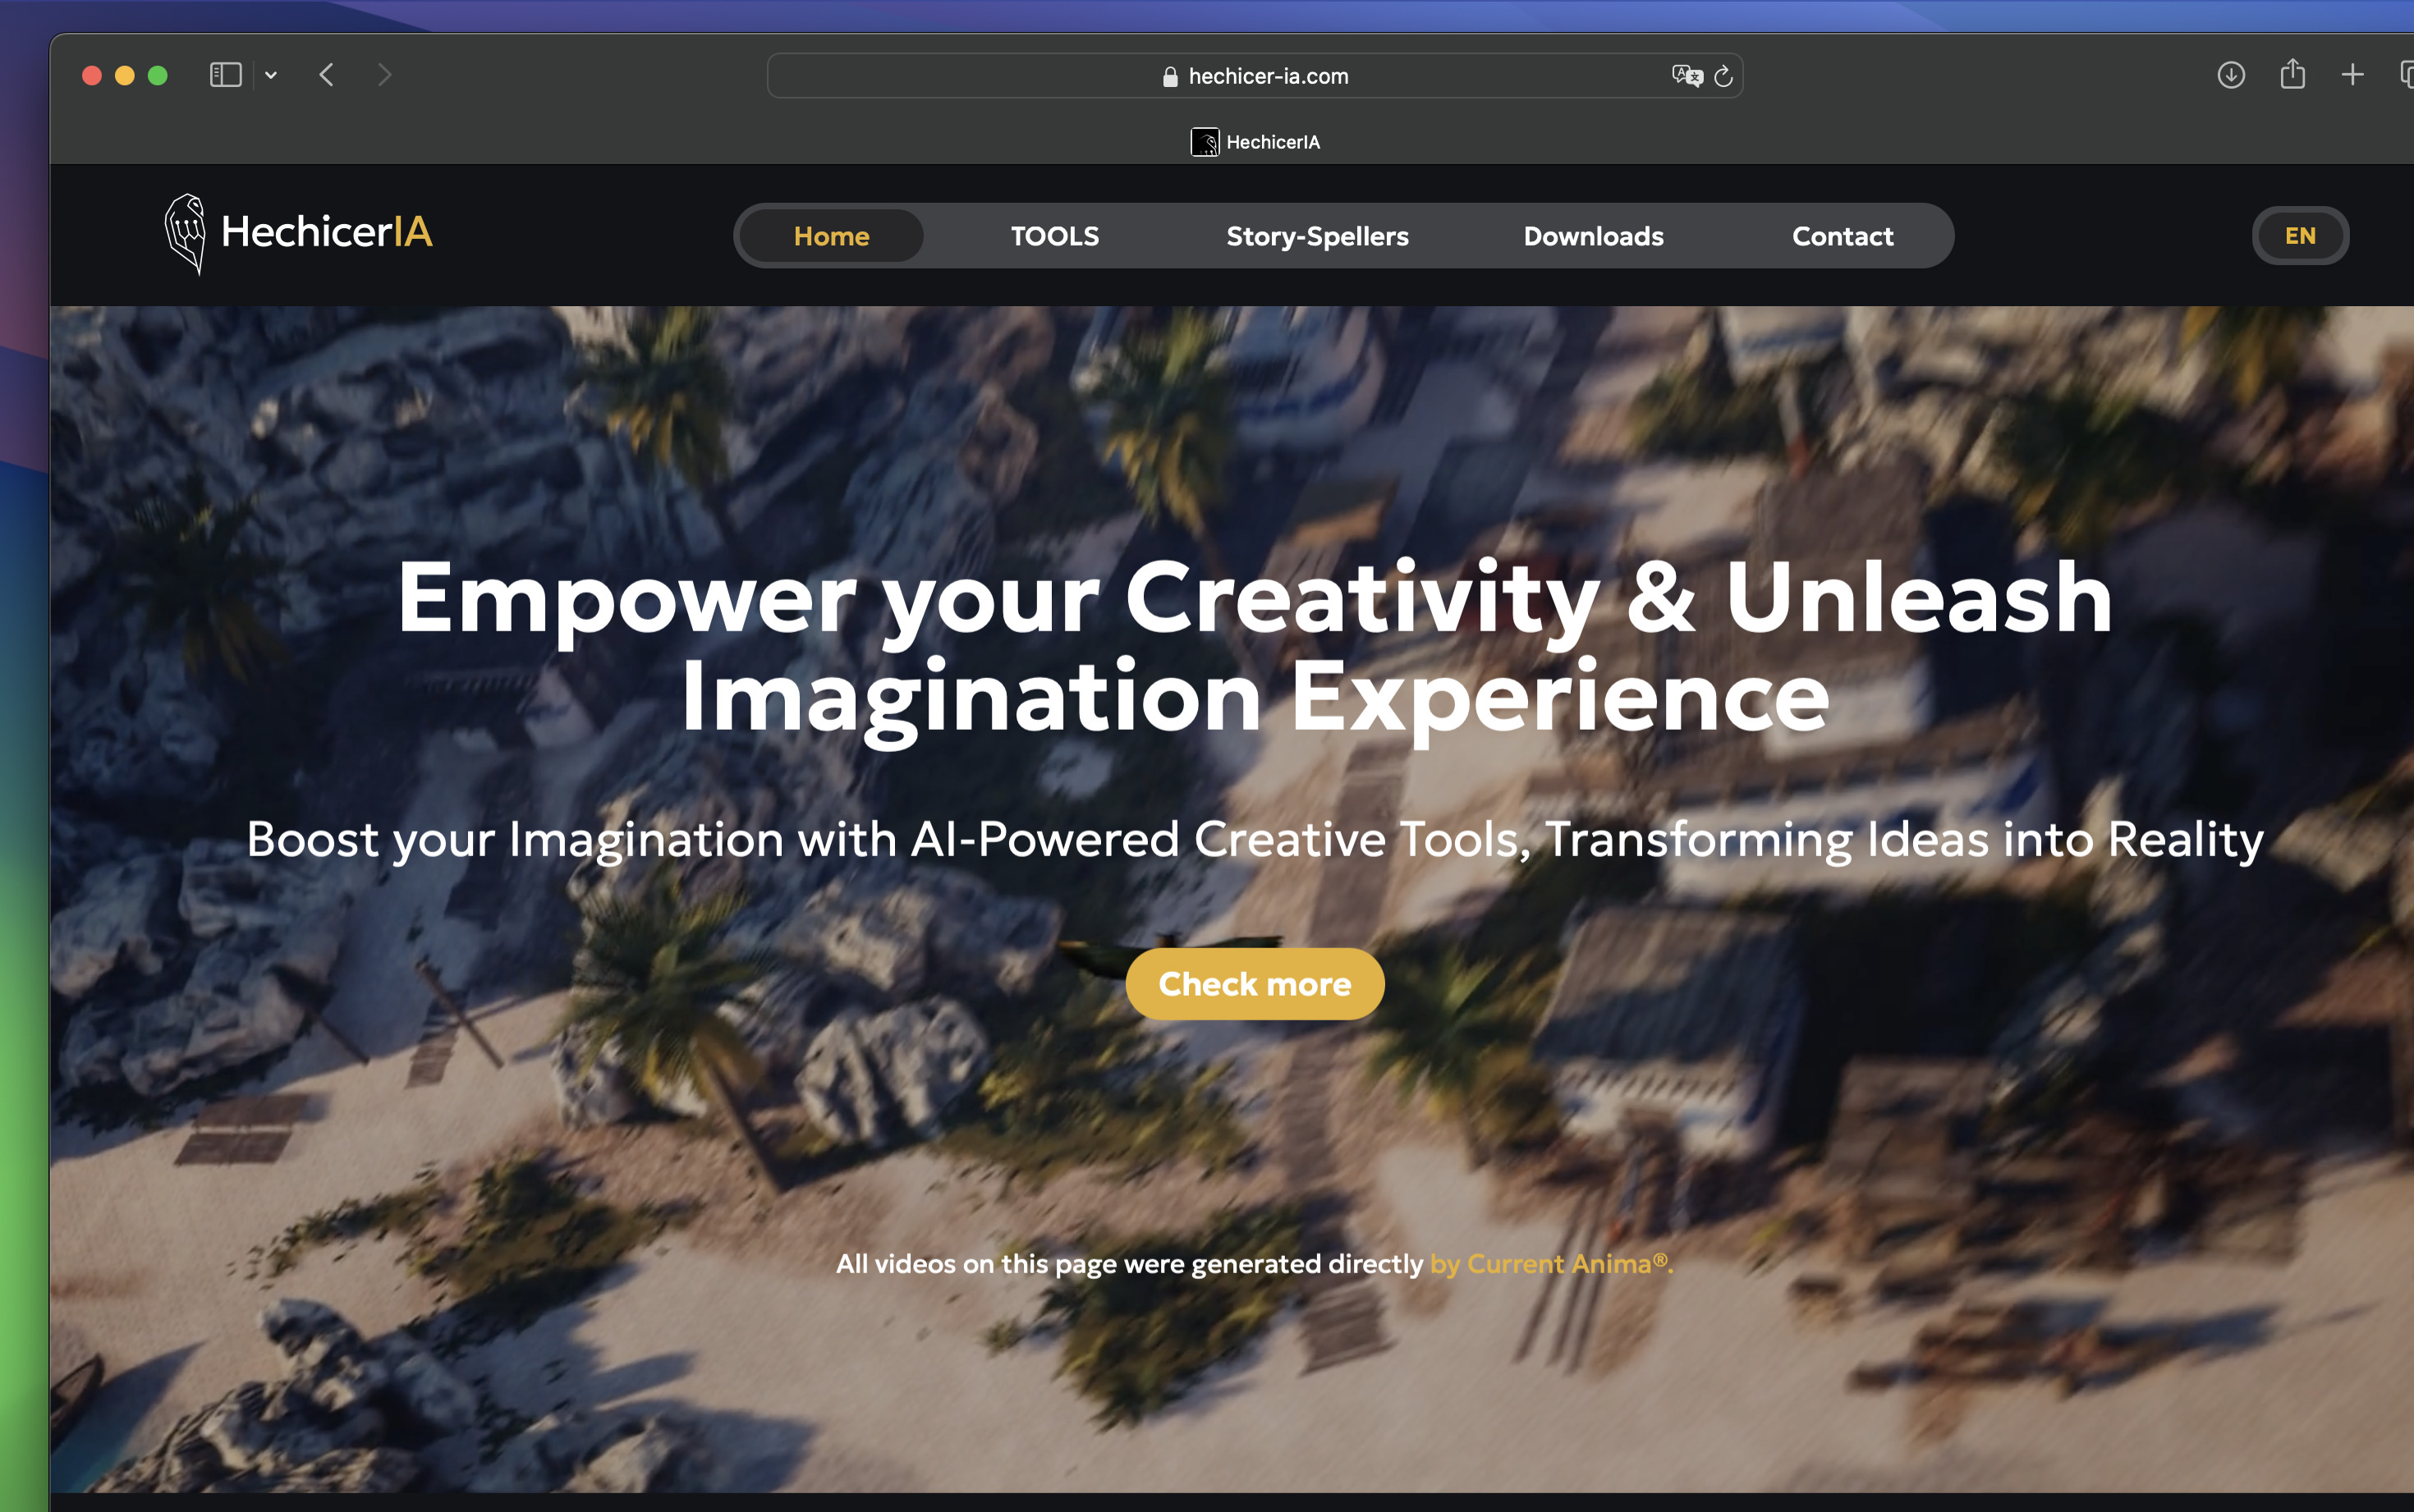 hechicer-ia.com
HechicerIA
HechicerIA
Home
TOOLS
Story-Spellers
Downloads
Contact
EN
Empower your Creativity & Unleash
Imagination Experience
Boost your Imagination with AI-Powered Creative Tools, Transforming Ideas into Reality
Check more
All videos on this page were generated directly by Current Anima®.